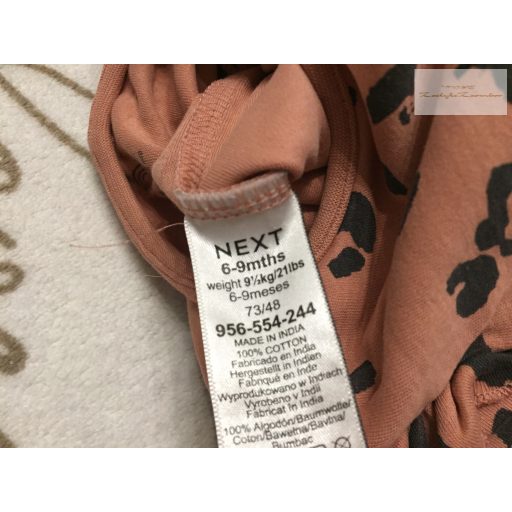 NEXT
6-9mths
weight 9½kg/21lbs
6-9meses
73/48
956-554-244
MADE IN INDIA
100% COTTON
Fabricado en India
Hergestellt in Indien
Fabriqué en Inde
Wyprodukowano w Indiach
Vyrobeno v Indii
Fabricat în India
100% Algodón/Baumwolle/
Coton/Bawełna/Bavlna/
Bumbac